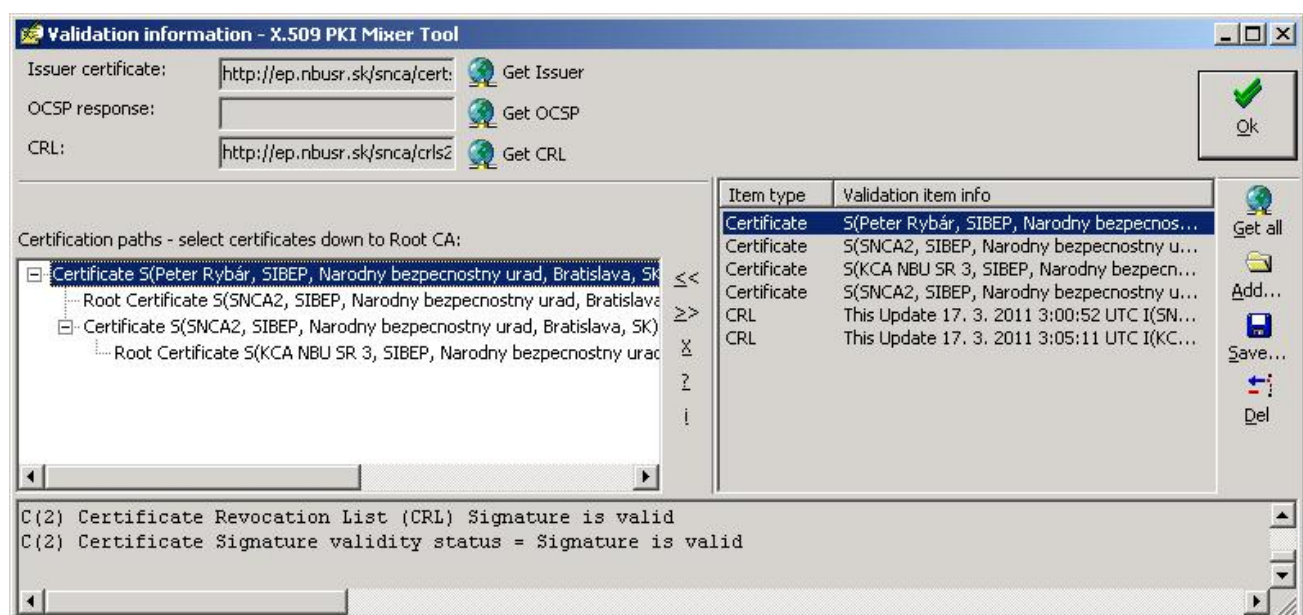 Validation information - X.509 PKI Mixer Tool
Issuer certificate: http://ep.nbusr.sk/snca/cert: Get Issuer
OCSP response: Get OCSP
CRL: http://ep.nbusr.sk/snca/crls2 Get CRL
Ok
Certification paths - select certificates down to Root CA:
Certificate S(Peter Rybár, SIBEP, Narodny bezpecnostny urad, Bratislava, SK
Root Certificate S(SNCA2, SIBEP, Narodny bezpecnostny urad, Bratislava
Certificate S(SNCA2, SIBEP, Narodny bezpecnostny urad, Bratislava, SK)
Root Certificate S(KCA NBU SR 3, SIBEP, Narodny bezpecnostny urad
<<
>>
X
?
i
Item type Validation item info
Certificate S(Peter Rybár, SIBEP, Narodny bezpecnos...
Certificate S(SNCA2, SIBEP, Narodny bezpecnostny u...
Certificate S(KCA NBU SR 3, SIBEP, Narodny bezpecn...
Certificate S(SNCA2, SIBEP, Narodny bezpecnostny u...
CRL This Update 17. 3. 2011 3:00:52 UTC I(SN...
CRL This Update 17. 3. 2011 3:05:11 UTC I(KC...
Get all
Add...
Save...
Del
C(2) Certificate Revocation List (CRL) Signature is valid
C(2) Certificate Signature validity status = Signature is valid